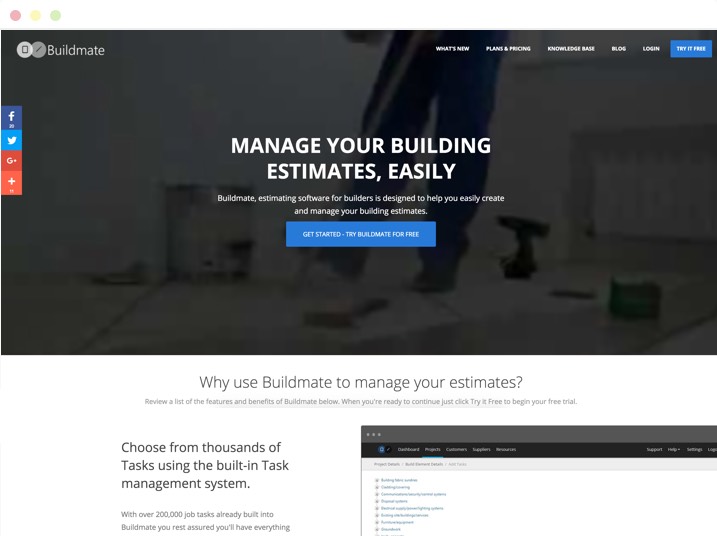 Buildmate
WHAT'S NEW
PLANS & PRICING
KNOWLEDGE BASE
BLOG
LOGIN
TRY IT FREE
20
11
MANAGE YOUR BUILDING
ESTIMATES, EASILY
Buildmate, estimating software for builders is designed to help you easily create
and manage your building estimates.
GET STARTED - TRY BUILDMATE FOR FREE
Why use Buildmate to manage your estimates?
Review a list of the features and benefits of Buildmate below. When you're ready to continue just click Try it Free to begin your free trial.
Choose from thousands of
Tasks using the built-in Task
management system.
With over 200,000 job tasks already built into
Buildmate you rest assured you'll have everything
Dashboard Projects Customers Suppliers Resources Support Help Settings
Project Details / Build Element Details / Add Tasks
Building fabric sundries
Cladding/covering
Communications/security/control systems
Disposal systems
Electrical supply/power/lighting systems
Existing site/buildings/services
Furniture/equipment
Groundwork